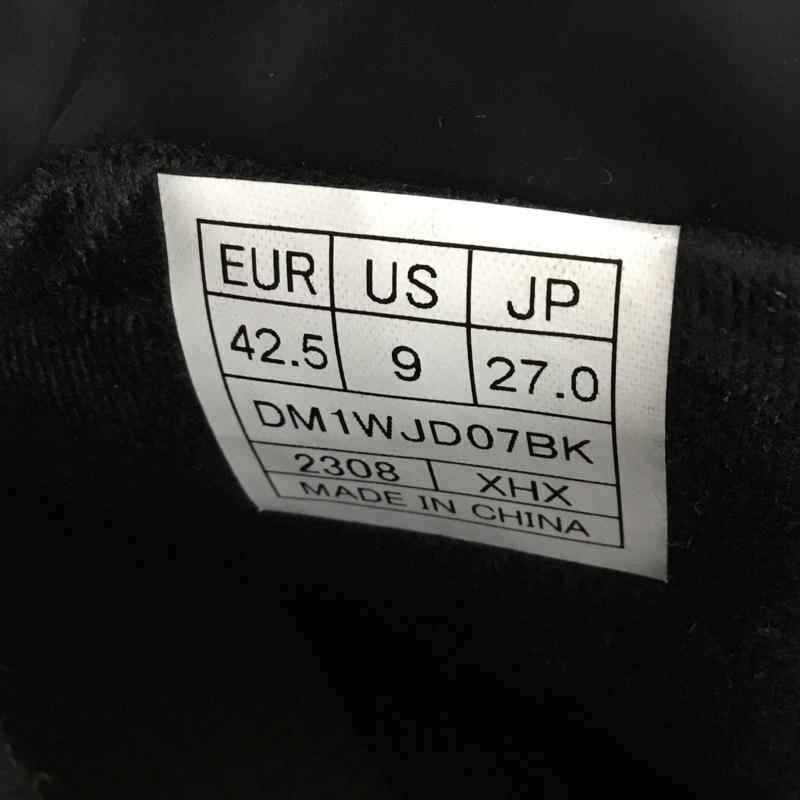 EUR US JP
42.5 9 27.0
DM1WJD07BK
2308 XHX
MADE IN CHINA